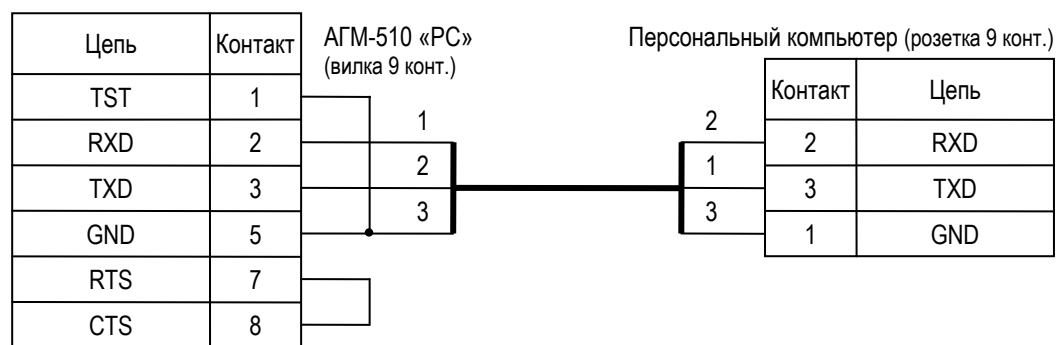 Цепь Контакт
TST 1
RXD 2
TXD 3
GND 5
RTS 7
CTS 8
АГМ-510 «PC»
(вилка 9 конт.)
1
2
3
Персональный компьютер (розетка 9 конт.)
2
1
3
Контакт Цепь
2 RXD
3 TXD
1 GND